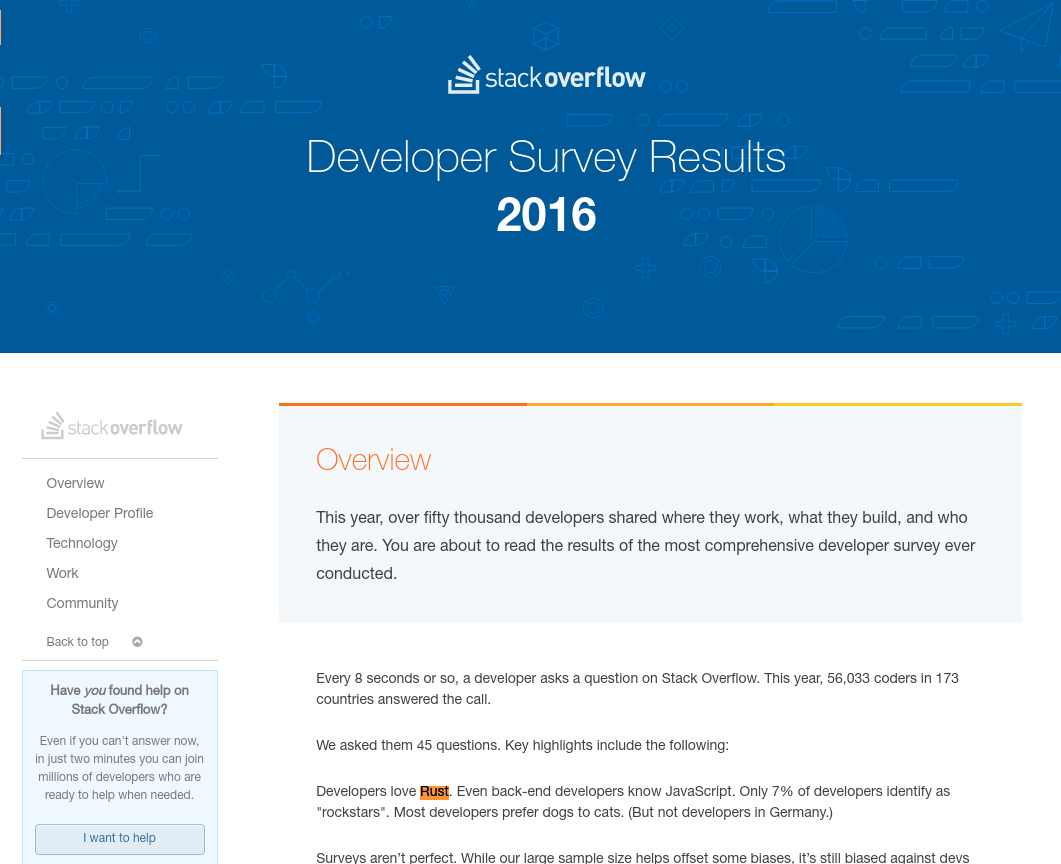 stackoverflow
Developer Survey Results
2016
stackoverflow
Overview
Developer Profile
Technology
Work
Community
Back to top
Have you found help on
Stack Overflow?
Even if you can't answer now,
in just two minutes you can join
millions of developers who are
ready to help when needed.
I want to help
Overview
This year, over fifty thousand developers shared where they work, what they build, and who
they are. You are about to read the results of the most comprehensive developer survey ever
conducted.
Every 8 seconds or so, a developer asks a question on Stack Overflow. This year, 56,033 coders in 173
countries answered the call.
We asked them 45 questions. Key highlights include the following:
Developers love Rust. Even back-end developers know JavaScript. Only 7% of developers identify as
"rockstars". Most developers prefer dogs to cats. (But not developers in Germany.)
Surveys aren’t perfect. While our large sample size helps offset some biases, it’s still biased against devs